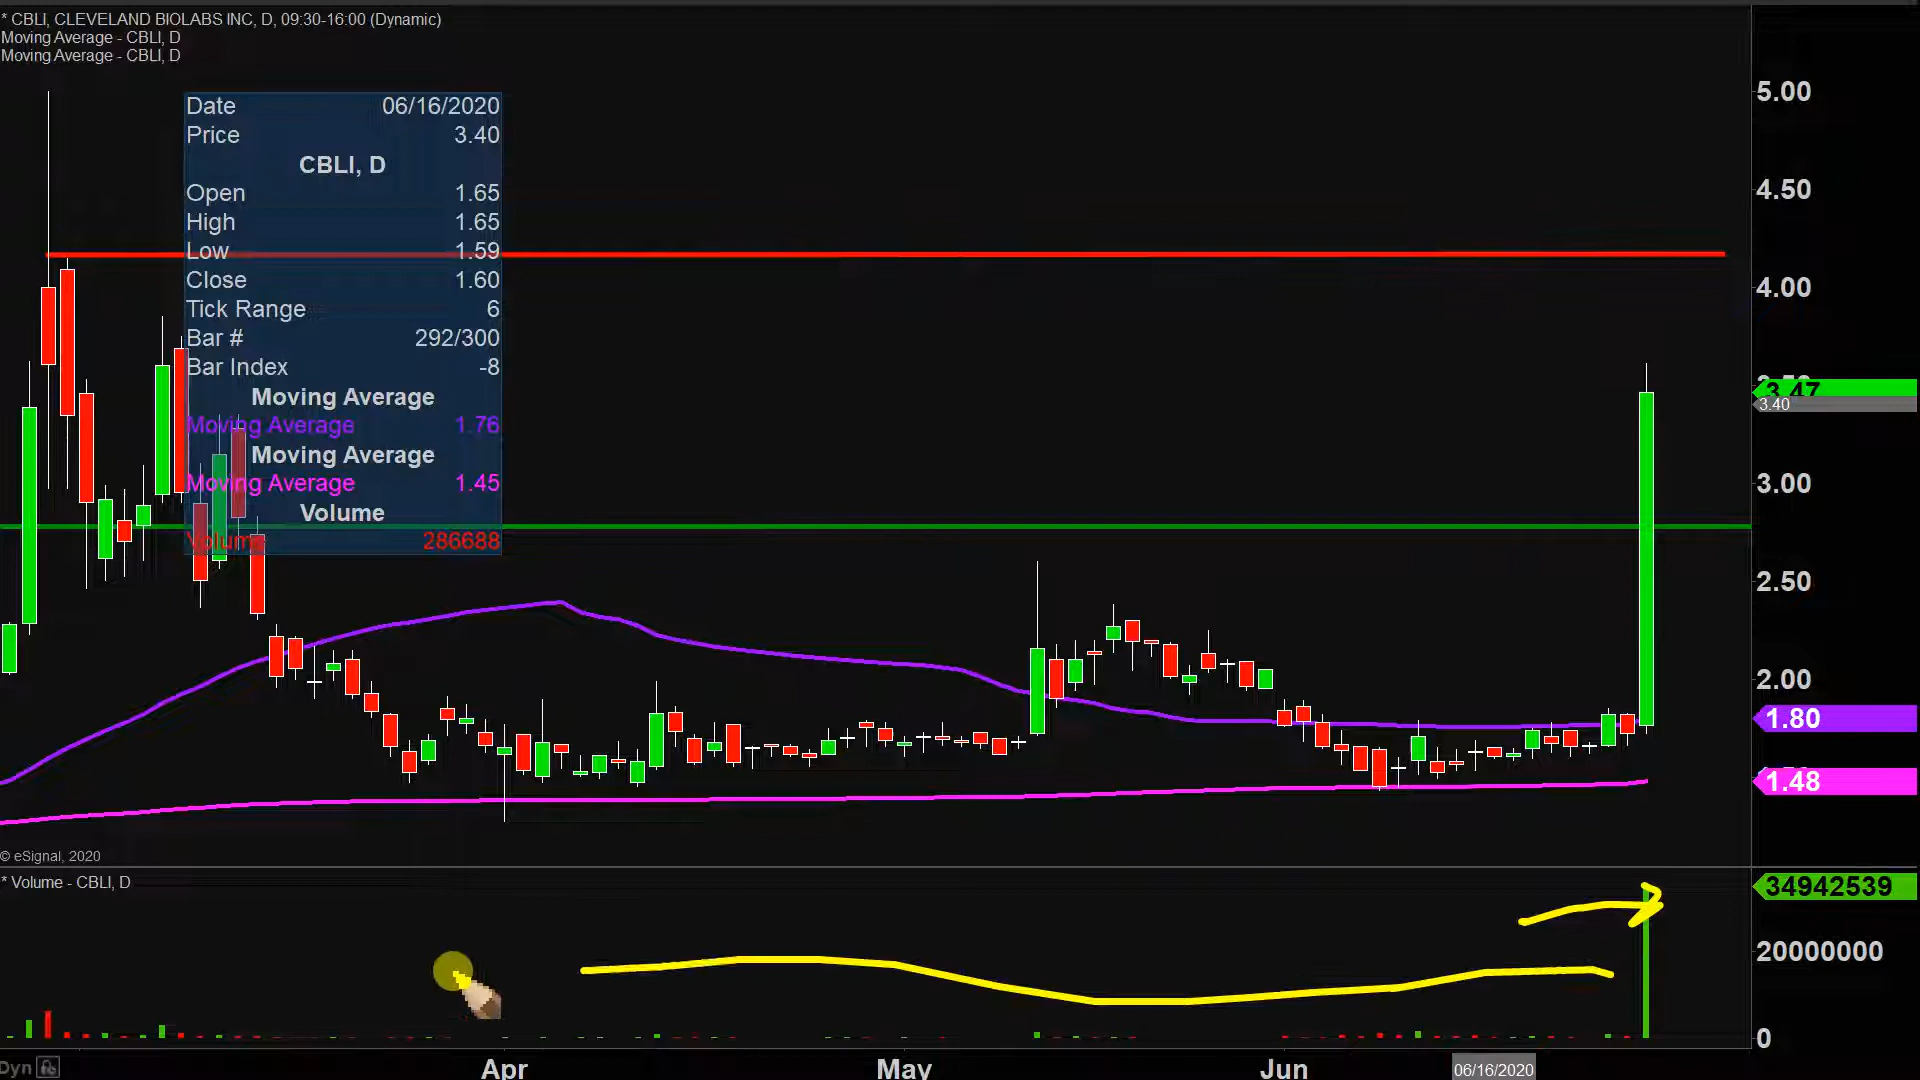 * CBLI, CLEVELAND BIOLABS INC, D, 09:30-16:00 (Dynamic)
Moving Average - CBLI, D
Moving Average - CBLI, D
Date 06/16/2020
Price 3.40
CBLI, D
Open 1.65
High 1.65
Low 1.59
Close 1.60
Tick Range 6
Bar # 292/300
Bar Index -8
Moving Average
Moving Average 1.76
Moving Average
Moving Average 1.45
Volume
Volume 286688
5.00
4.50
4.00
3.47
3.40
3.00
2.50
2.00
1.80
1.48
© eSignal, 2020
* Volume - CBLI, D
34942539
20000000
0
Dyn
Apr
May
Jun
06/16/2020